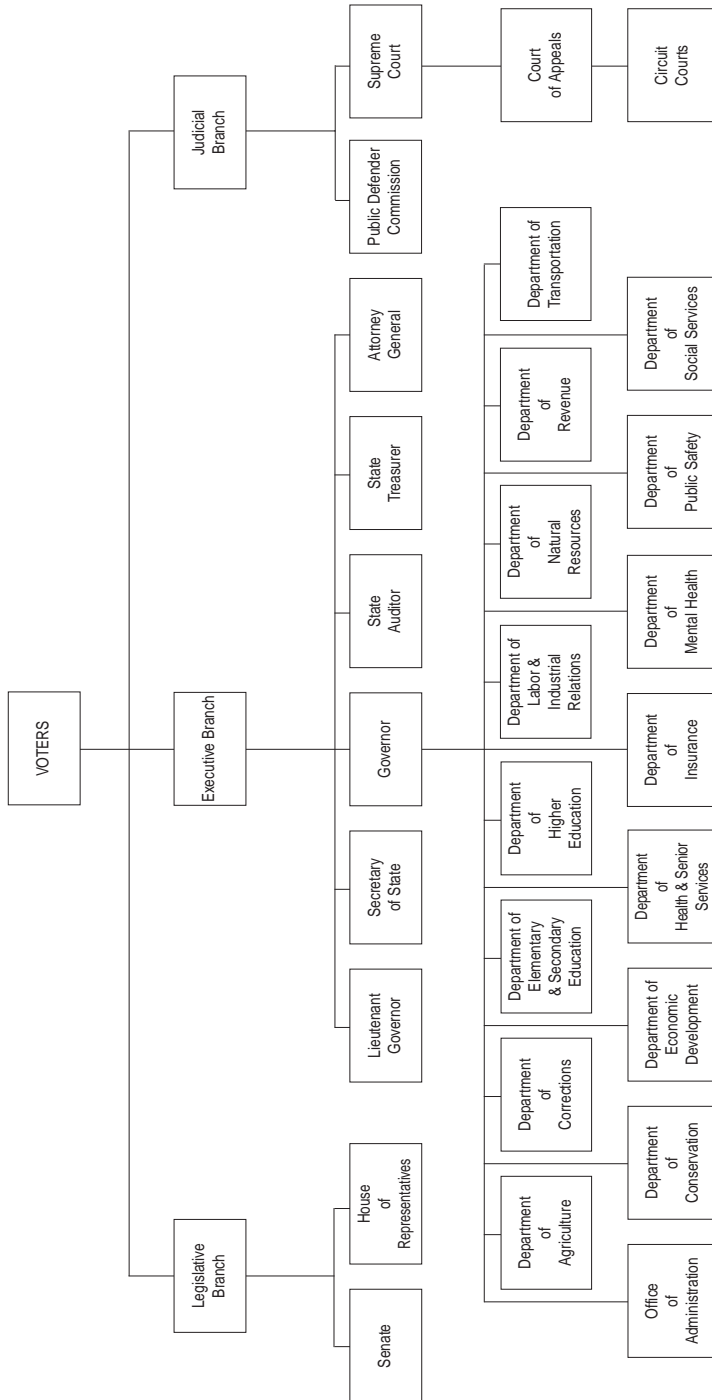 VOTERS
Legislative
Branch
Executive Branch
Judicial
Branch
Senate
House
of
Representatives
Lieutenant
Governor
Secretary
of State
Governor
State
Auditor
State
Treasurer
Attorney
General
Public Defender
Commission
Supreme
Court
Department
of
Agriculture
Department
of
Corrections
Department of
Elementary
& Secondary
Education
Department
of
Higher
Education
Department of
Labor &
Industrial
Relations
Department
of
Natural
Resources
Department
of
Revenue
Department of
Transportation
Court
of Appeals
Office
of
Administration
Department
of
Conservation
Department of
Economic
Development
Department
of
Health & Senior
Services
Department
of
Insurance
Department
of
Mental Health
Department
of
Public Safety
Department
of
Social Services
Circuit
Courts